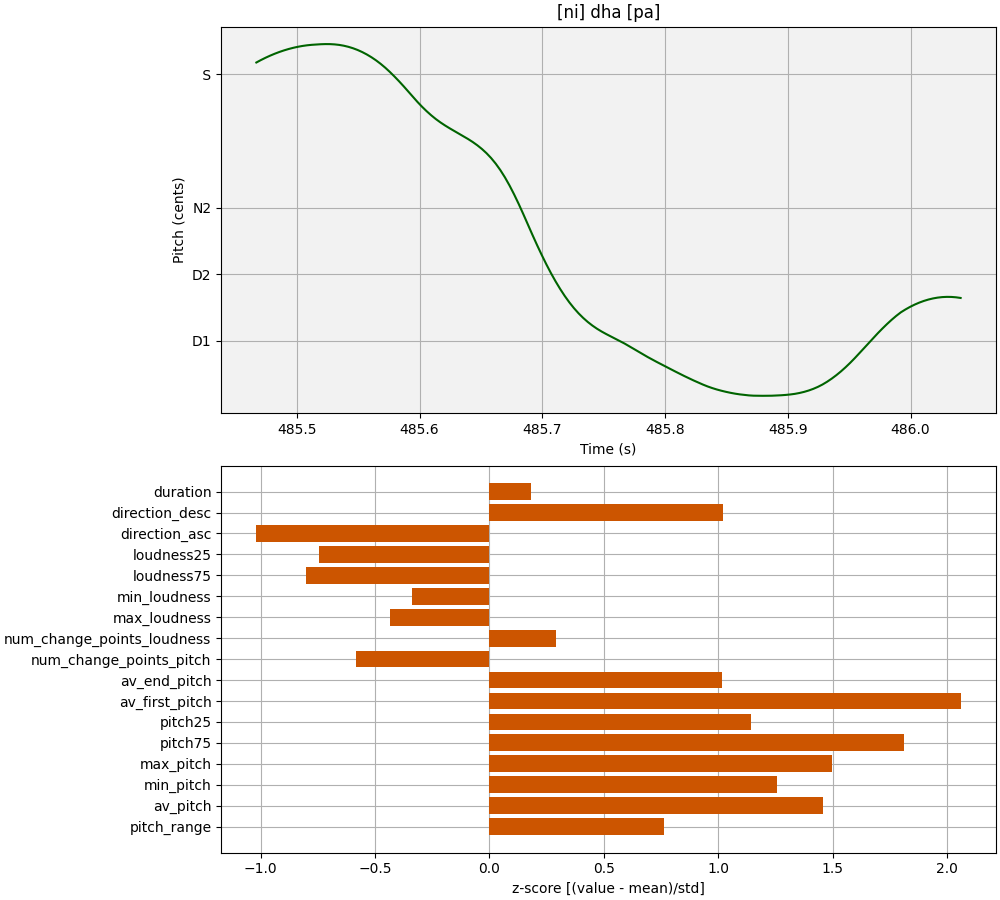 [ni] dha [pa]
S
N2
D2
D1
Pitch (cents)
485.5 485.6 485.7 485.8 485.9 486.0
Time (s)
duration
direction_desc
direction_asc
loudness25
loudness75
min_loudness
max_loudness
num_change_points_loudness
num_change_points_pitch
av_end_pitch
av_first_pitch
pitch25
pitch75
max_pitch
min_pitch
av_pitch
pitch_range
−1.0 −0.5 0.0 0.5 1.0 1.5 2.0
z-score [(value - mean)/std]